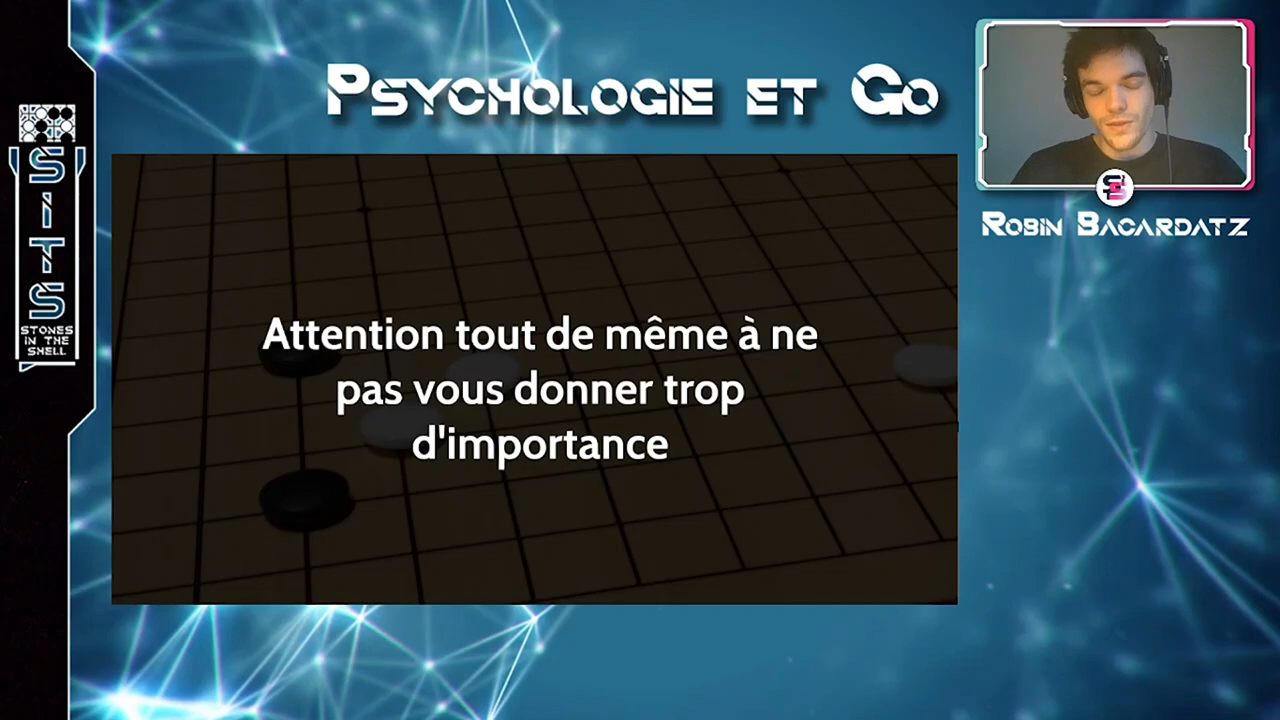 Psychologie et Go
SITS
STONES
IN THE
SHELL
Robin Bacardatz
Attention tout de même à ne
pas vous donner trop
d'importance